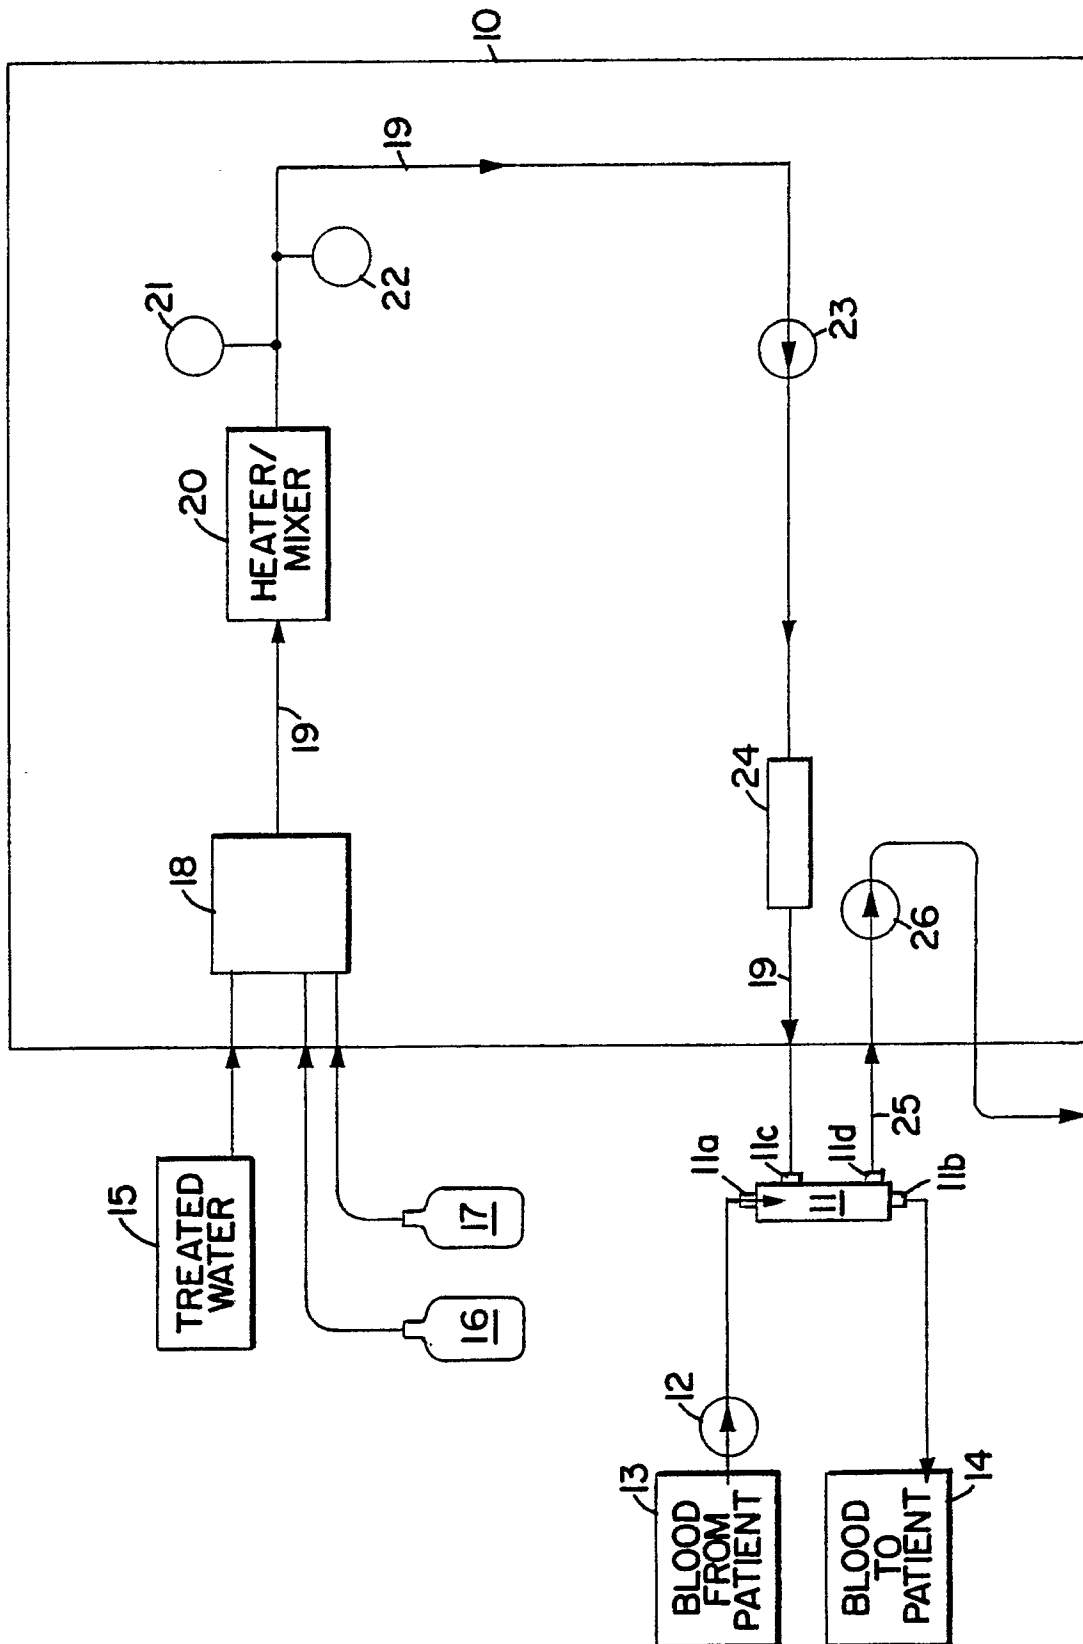 10
19
21
22
23
20
HEATER/
MIXER
19
18
24
19
26
25
15
TREATED
WATER
16
17
11a
11c
11d
11b
11
12
13
BLOOD
FROM
PATIENT
14
BLOOD
TO
PATIENT